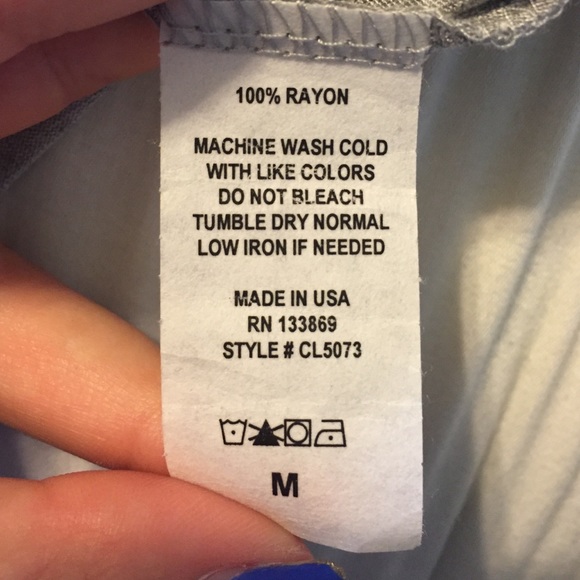 100% RAYON
MACHINE WASH COLD
WITH LIKE COLORS
DO NOT BLEACH
TUMBLE DRY NORMAL
LOW IRON IF NEEDED
MADE IN USA
RN 133869
STYLE # CL5073
M